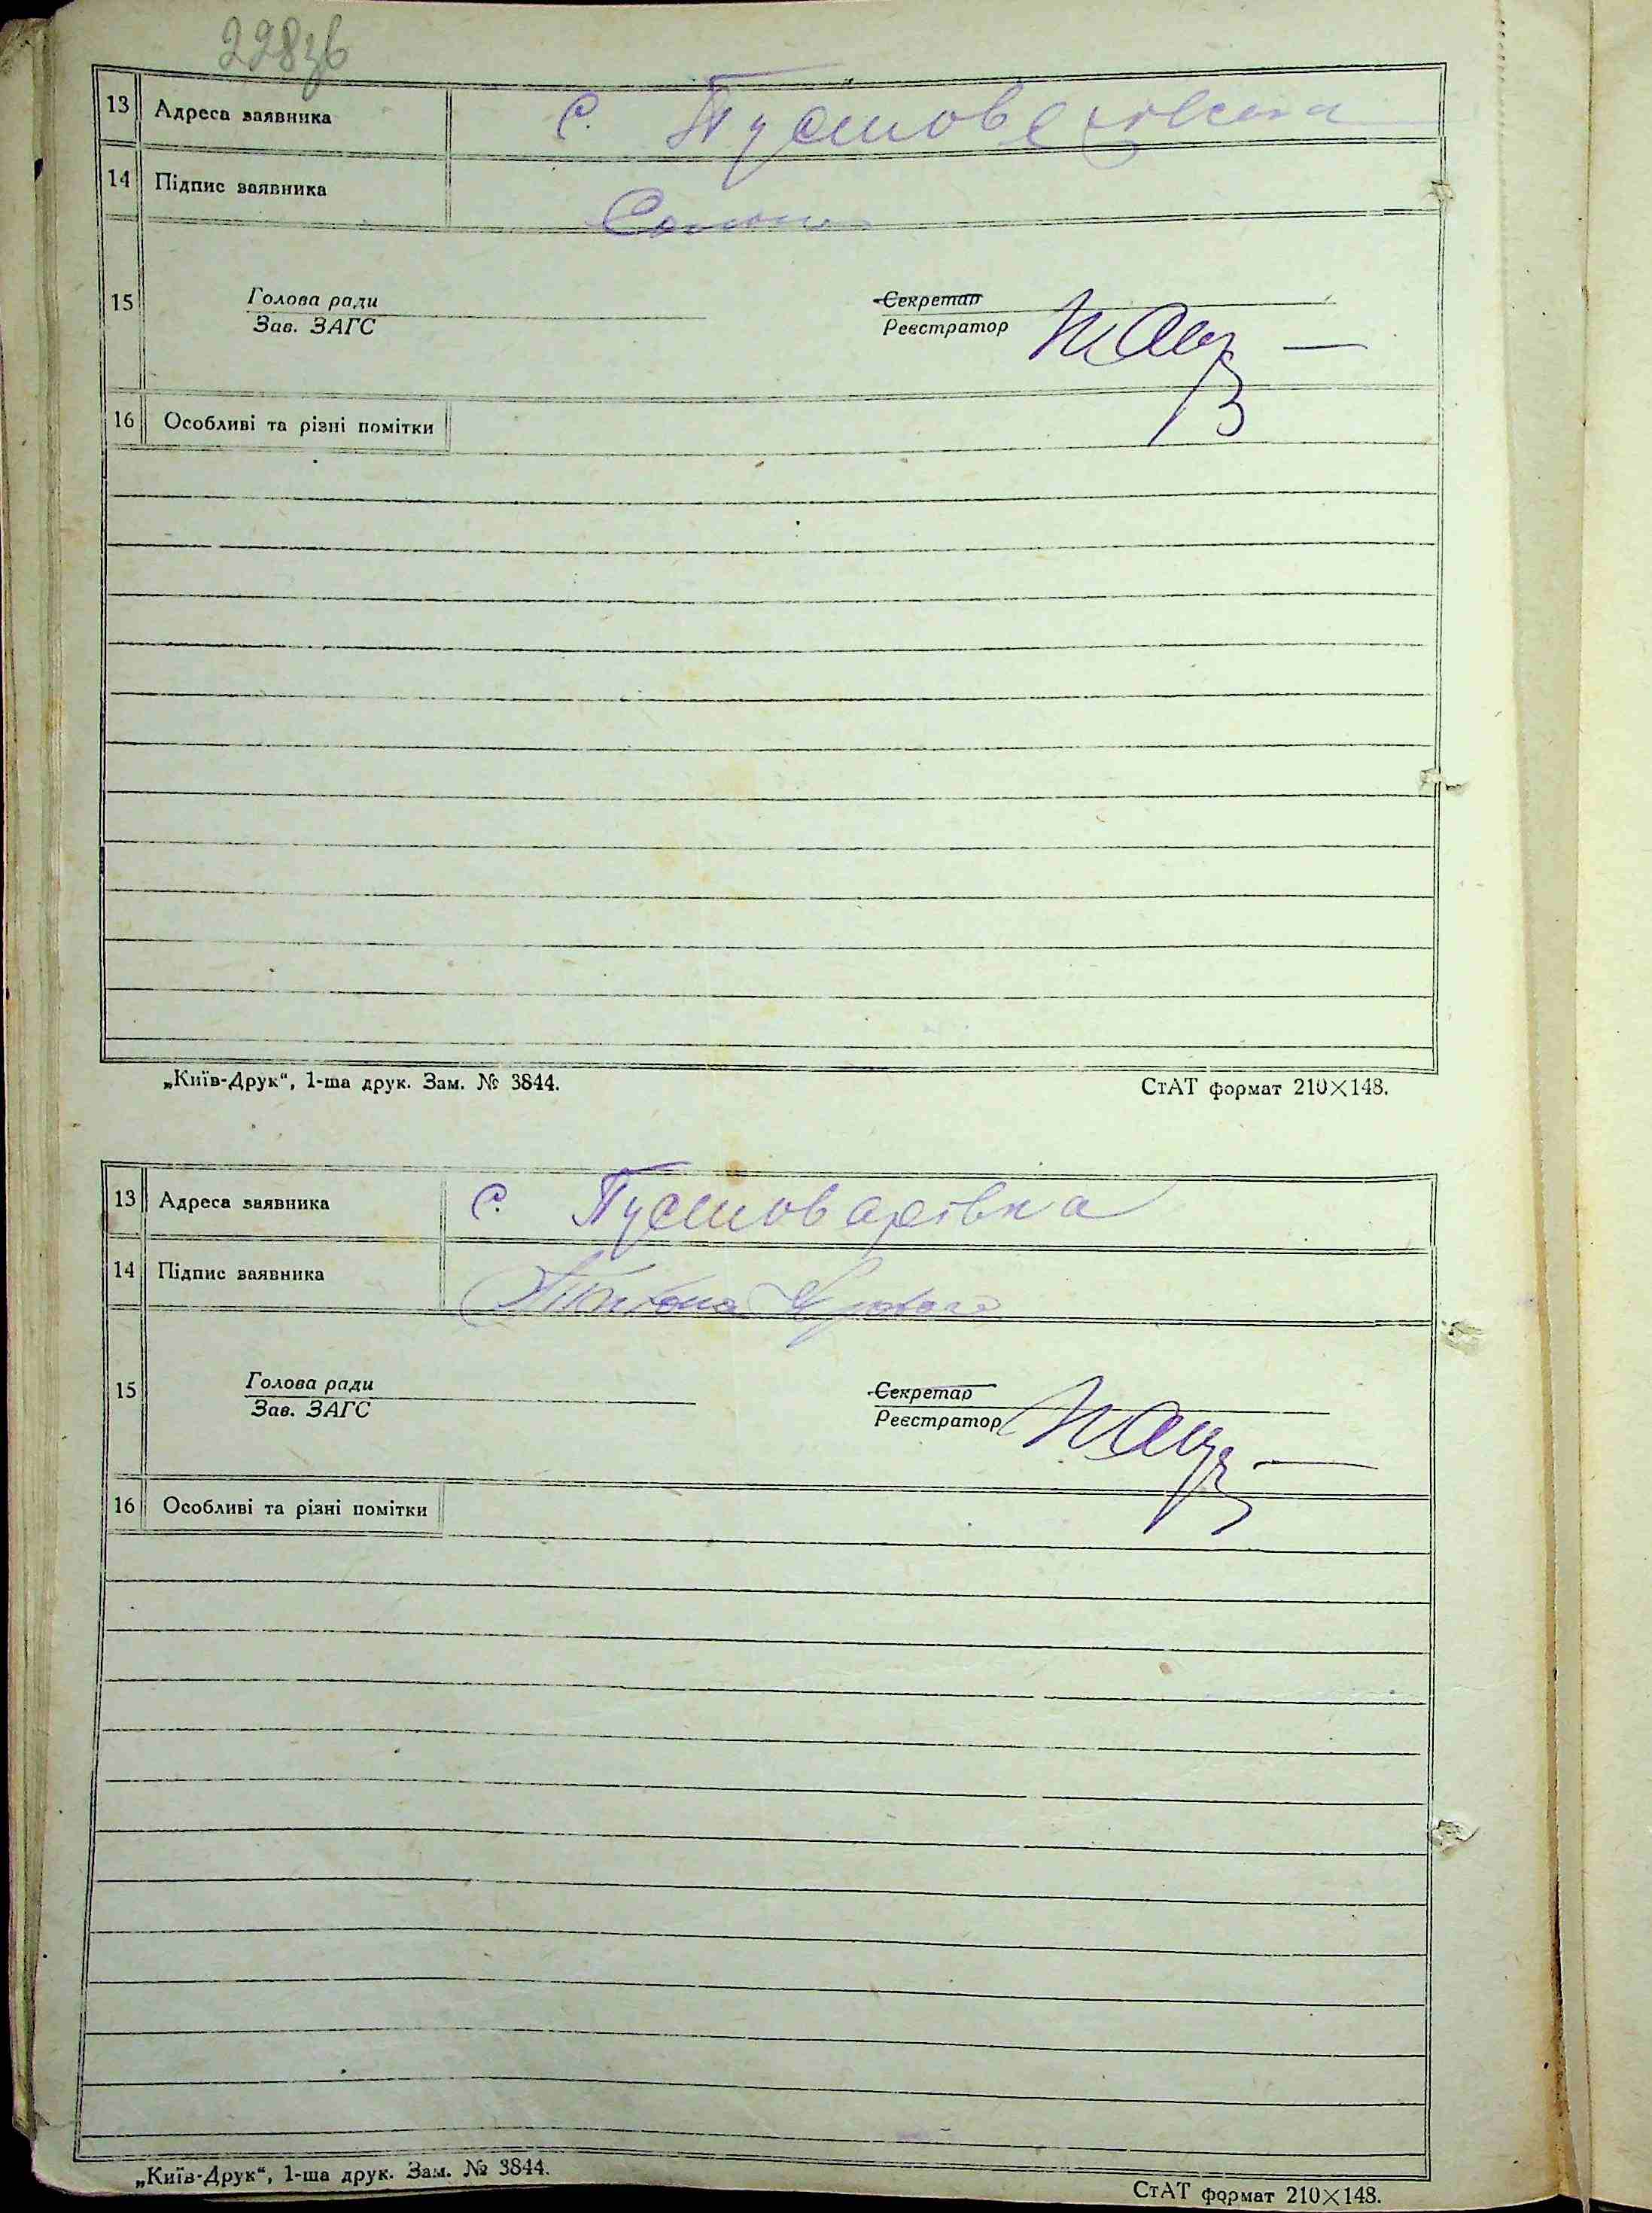 228зв
13 Адреса заявника с. Пустоварівка
14 Підпис заявника
15 Голова ради Секретар
Зав. ЗАГС Реєстратор
16 Особливі та різні помітки
„Київ-Друк“, 1-ша друк. Зам. № 3844. СтАТ формат 210×148.
13 Адреса заявника с. Пустоварівка
14 Підпис заявника
15 Голова ради Секретар
Зав. ЗАГС Реєстратор
16 Особливі та різні помітки
„Київ-Друк“, 1-ша друк. Зам. № 3844. СтАТ формат 210×148.